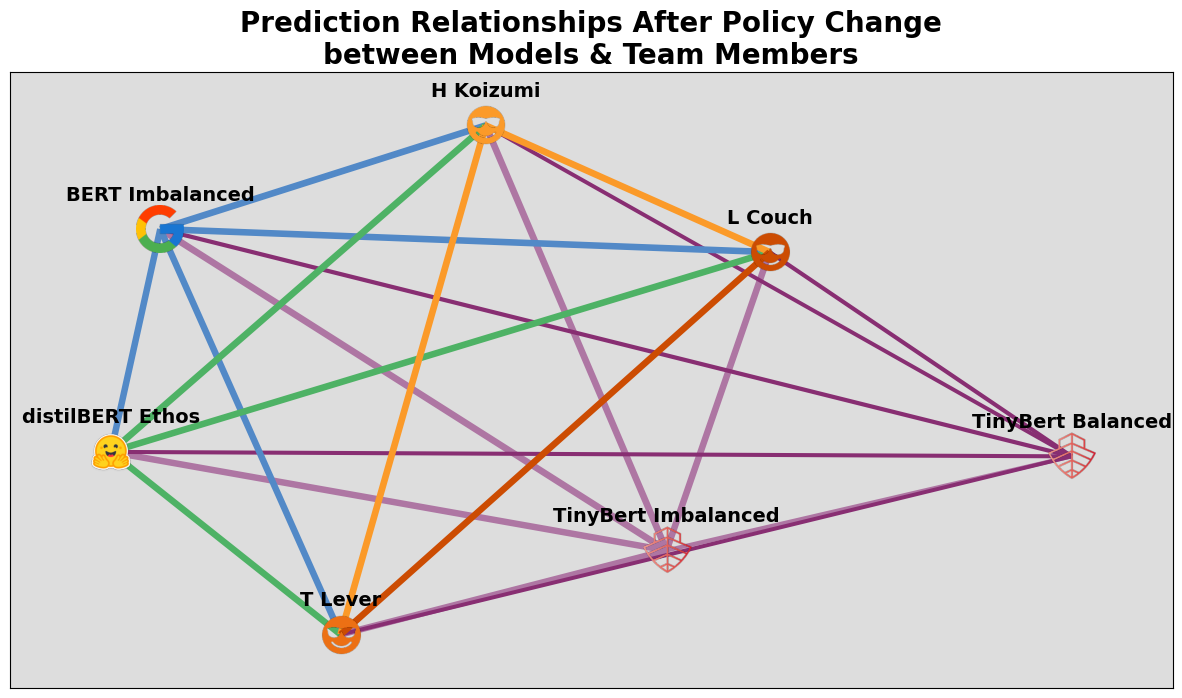 Prediction Relationships After Policy Change
between Models & Team Members
H Koizumi
BERT Imbalanced
L Couch
distilBERT Ethos
TinyBert Balanced
TinyBert Imbalanced
T Lever